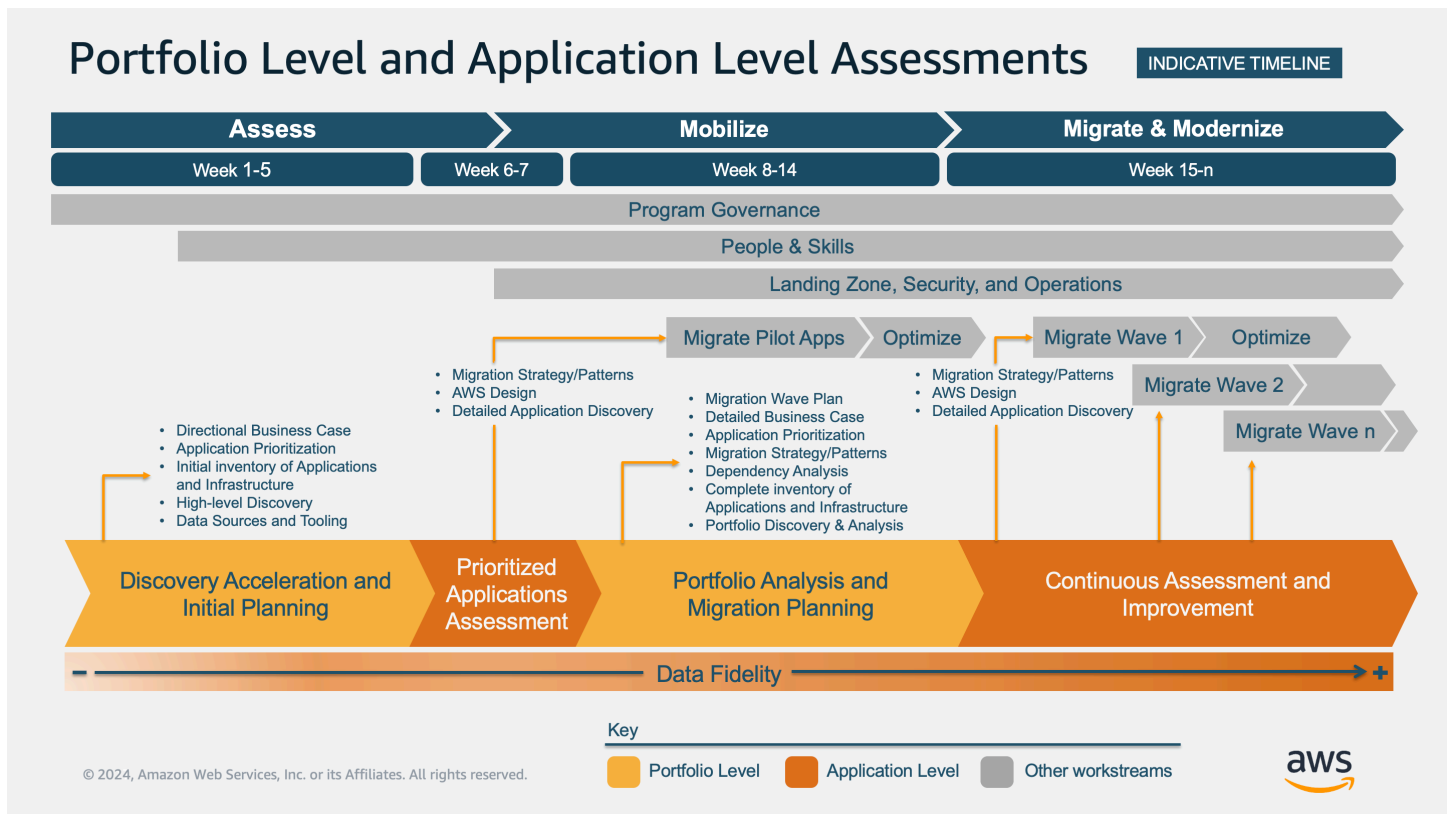 Portfolio Level and Application Level Assessments
INDICATIVE TIMELINE
Assess
Mobilize
Migrate & Modernize
Week 1-5
Week 6-7
Week 8-14
Week 15-n
Program Governance
People & Skills
Landing Zone, Security, and Operations
Migrate Pilot Apps
Optimize
Migrate Wave 1
Optimize
Migrate Wave 2
Migrate Wave n
• Directional Business Case
• Application Prioritization
• Initial inventory of Applications
and Infrastructure
• High-level Discovery
• Data Sources and Tooling
• Migration Strategy/Patterns
• AWS Design
• Detailed Application Discovery
• Migration Wave Plan
• Detailed Business Case
• Application Prioritization
• Migration Strategy/Patterns
• Dependency Analysis
• Complete inventory of
Applications and Infrastructure
• Portfolio Discovery & Analysis
• Migration Strategy/Patterns
• AWS Design
• Detailed Application Discovery
Discovery Acceleration and
Initial Planning
Prioritized
Applications
Assessment
Portfolio Analysis and
Migration Planning
Continuous Assessment and
Improvement
- Data Fidelity +
Key
Portfolio Level
Application Level
Other workstreams
© 2024, Amazon Web Services, Inc. or its Affiliates. All rights reserved.
aws